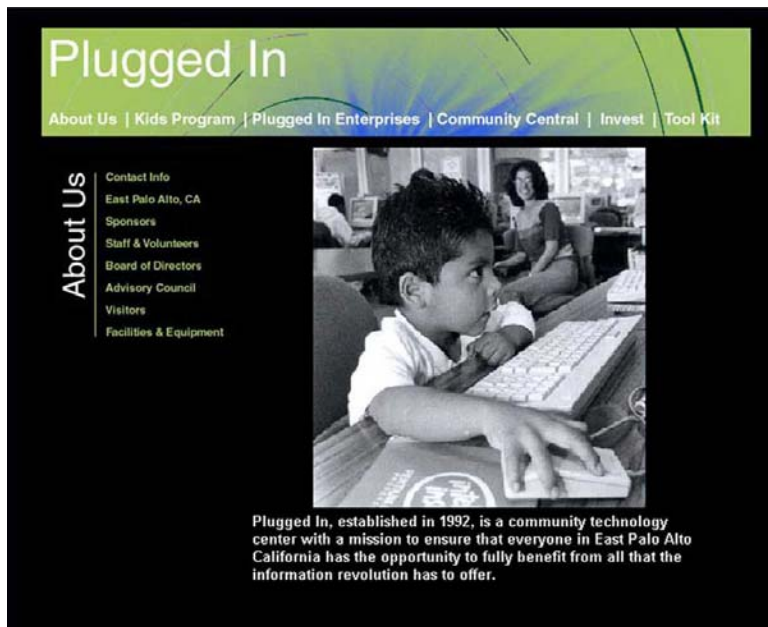 Plugged In
About Us | Kids Program | Plugged In Enterprises | Community Central | Invest | Tool Kit
About Us
Contact Info
East Palo Alto, CA
Sponsors
Staff & Volunteers
Board of Directors
Advisory Council
Visitors
Facilities & Equipment
Plugged In, established in 1992, is a community technology
center with a mission to ensure that everyone in East Palo Alto
California has the opportunity to fully benefit from all that the
information revolution has to offer.